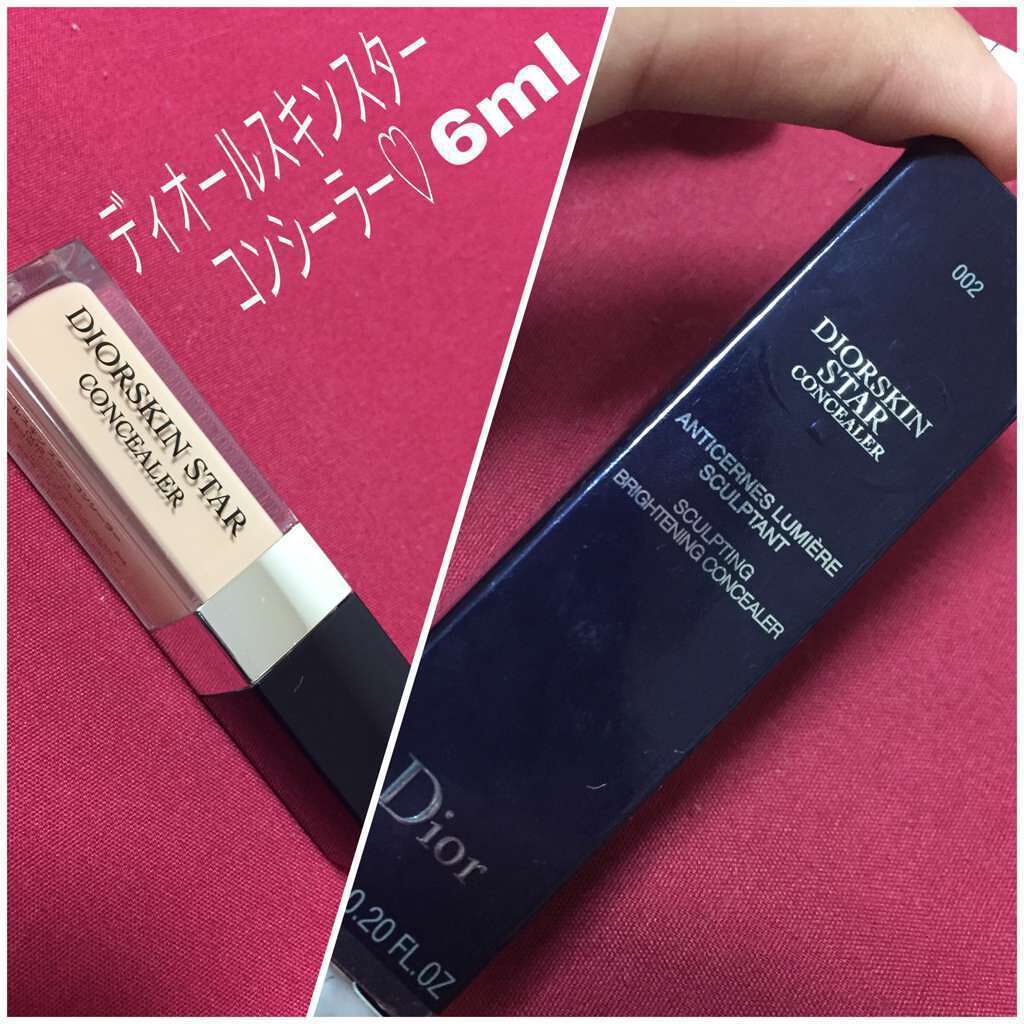 ディオールスキンスター
コンシーラー♡ 6ml
DIORSKIN STAR
CONCEALER
002
DIORSKIN
STAR
CONCEALER
ANTICERNES LUMIÈRE
SCULPTANT
SCULPTING
BRIGHTENING CONCEALER
Dior
0.20 FL.OZ